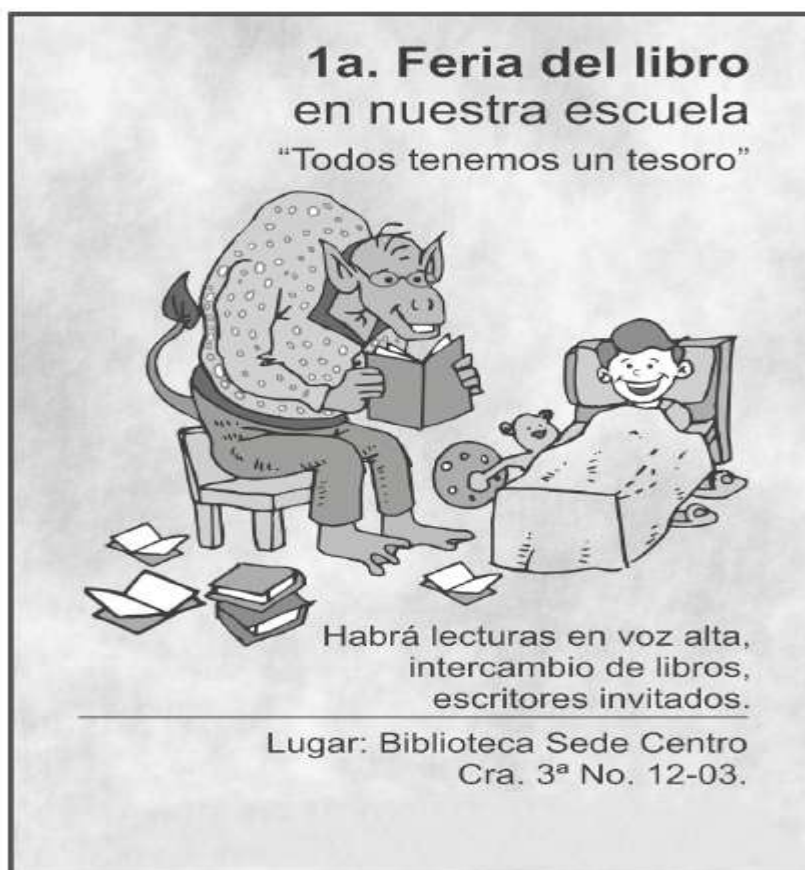 1a. Feria del libro
en nuestra escuela
“Todos tenemos un tesoro”
Habrá lecturas en voz alta,
intercambio de libros,
escritores invitados.
Lugar: Biblioteca Sede Centro
Cra. 3ª No. 12-03.